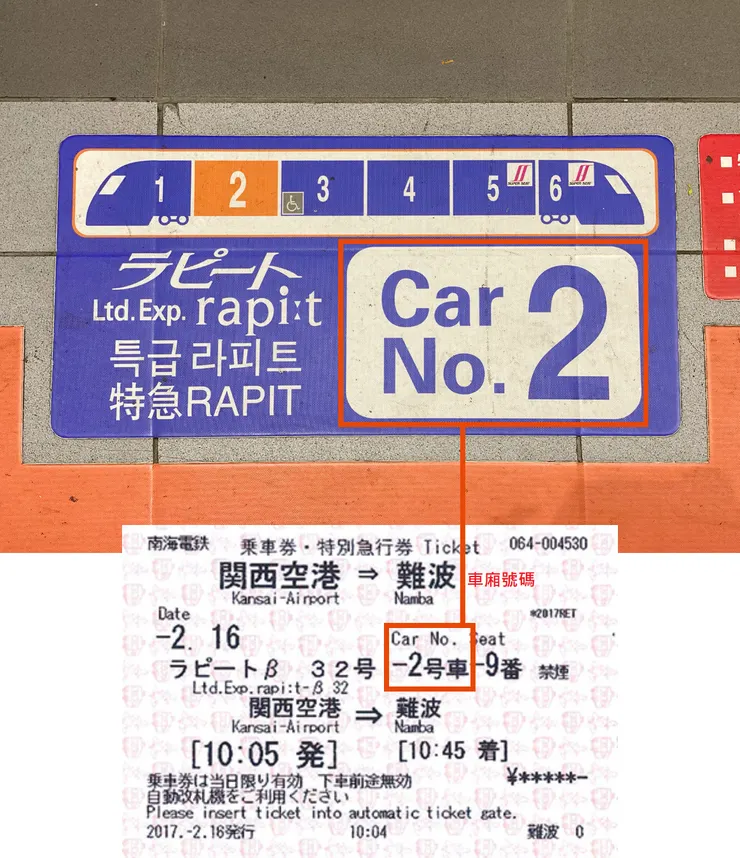 1 2 3 4 5 6
SUPER SEAT SUPER SEAT
ラピート
Ltd.Exp. rapi:t
특급 라피트
特急RAPIT
Car
No. 2
南海電鉄 乗車券・特別急行券 Ticket 064-004530
関西空港 ⇒ 難波 車廂號碼
Kansai-Airport Namba
Date *2017RET
-2. 16 Car No. Seat
ラピートβ 32号 -2号車 -9番 禁煙
Ltd.Exp.rapi:t-β 32
関西空港 ⇒ 難波
Kansai-Airport Namba
[10:05 発] [10:45 着]
乗車券は当日限り有効 下車前途無効 ¥*****-
自動改札機をご利用ください
Please insert ticket into automatic ticket gate.
2017.-2.16発行 10:04 難波 C